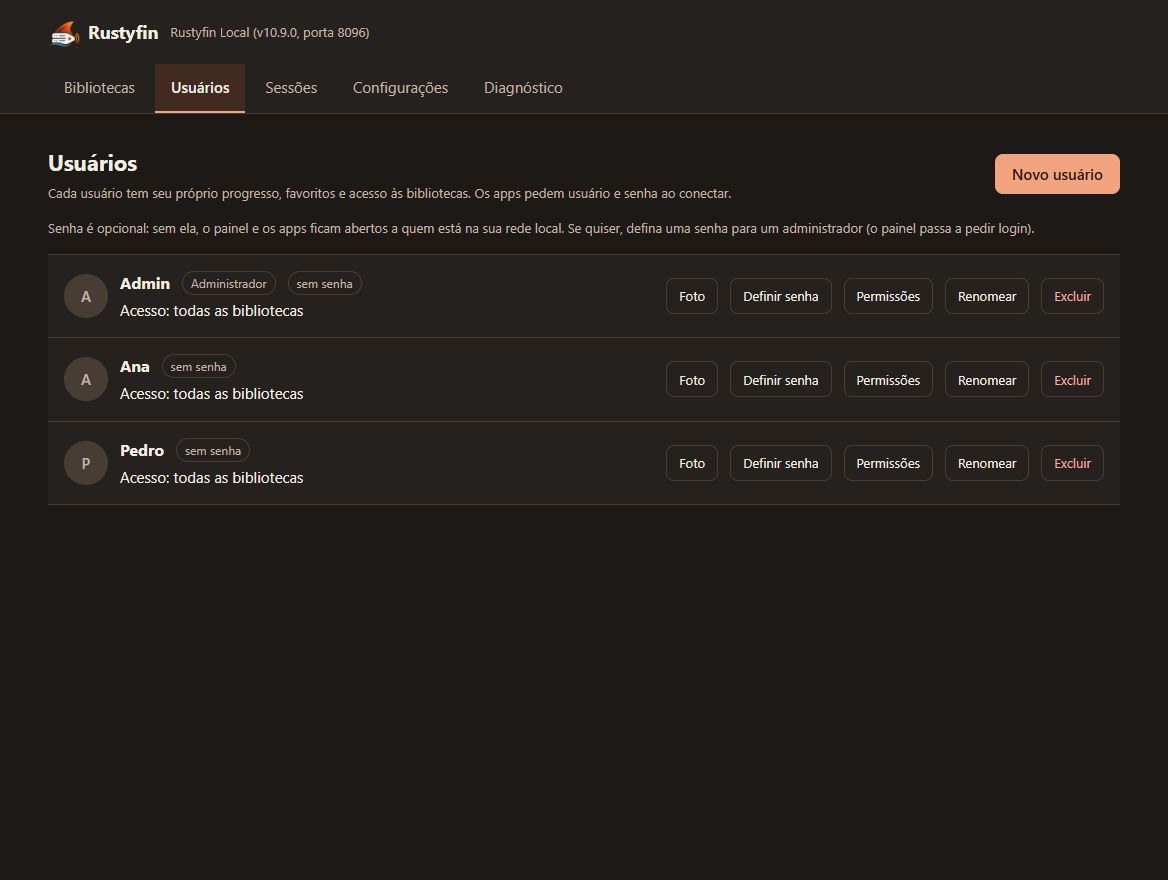 Rustyfin Rustyfin Local (v10.9.0, porta 8096)
Bibliotecas Usuários Sessões Configurações Diagnóstico
Usuários
Novo usuário
Cada usuário tem seu próprio progresso, favoritos e acesso às bibliotecas. Os apps pedem usuário e senha ao conectar.
Senha é opcional: sem ela, o painel e os apps ficam abertos a quem está na sua rede local. Se quiser, defina uma senha para um administrador (o painel passa a pedir login).
A Admin Administrador sem senha
Acesso: todas as bibliotecas
Foto Definir senha Permissões Renomear Excluir
A Ana sem senha
Acesso: todas as bibliotecas
Foto Definir senha Permissões Renomear Excluir
P Pedro sem senha
Acesso: todas as bibliotecas
Foto Definir senha Permissões Renomear Excluir